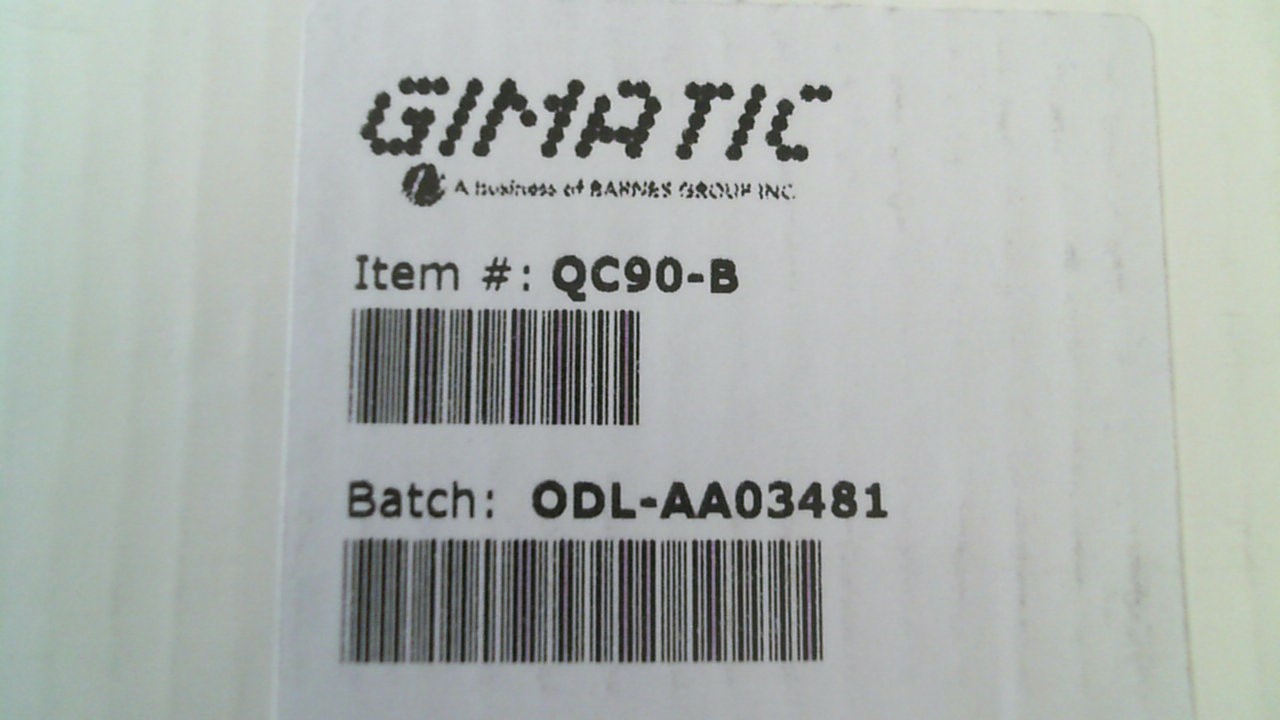 GIMATIC
A business of BARNES GROUP INC.
Item #: QC90-B
Batch: ODL-AA03481